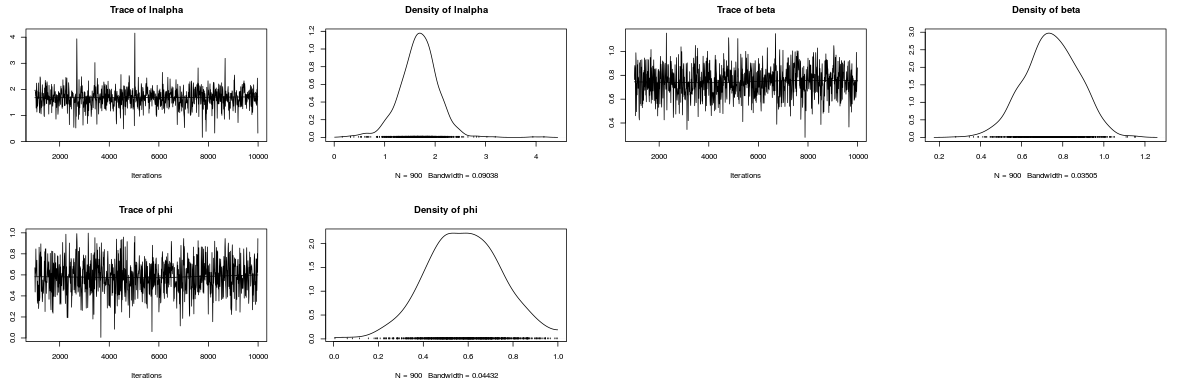 Trace of lnalpha
Density of lnalpha
Trace of beta
Density of beta
0 1 2 3 4
0.0 0.2 0.4 0.6 0.8 1.0 1.2
0.4 0.6 0.8 1.0
0.0 0.5 1.0 1.5 2.0 2.5 3.0
2000 4000 6000 8000 10000
0 1 2 3 4
2000 4000 6000 8000 10000
0.2 0.4 0.6 0.8 1.0 1.2
Iterations
N = 900 Bandwidth = 0.09038
Iterations
N = 900 Bandwidth = 0.03505
Trace of phi
Density of phi
0.0 0.2 0.4 0.6 0.8 1.0
0.0 0.5 1.0 1.5 2.0
2000 4000 6000 8000 10000
0.0 0.2 0.4 0.6 0.8 1.0
Iterations
N = 900 Bandwidth = 0.04432